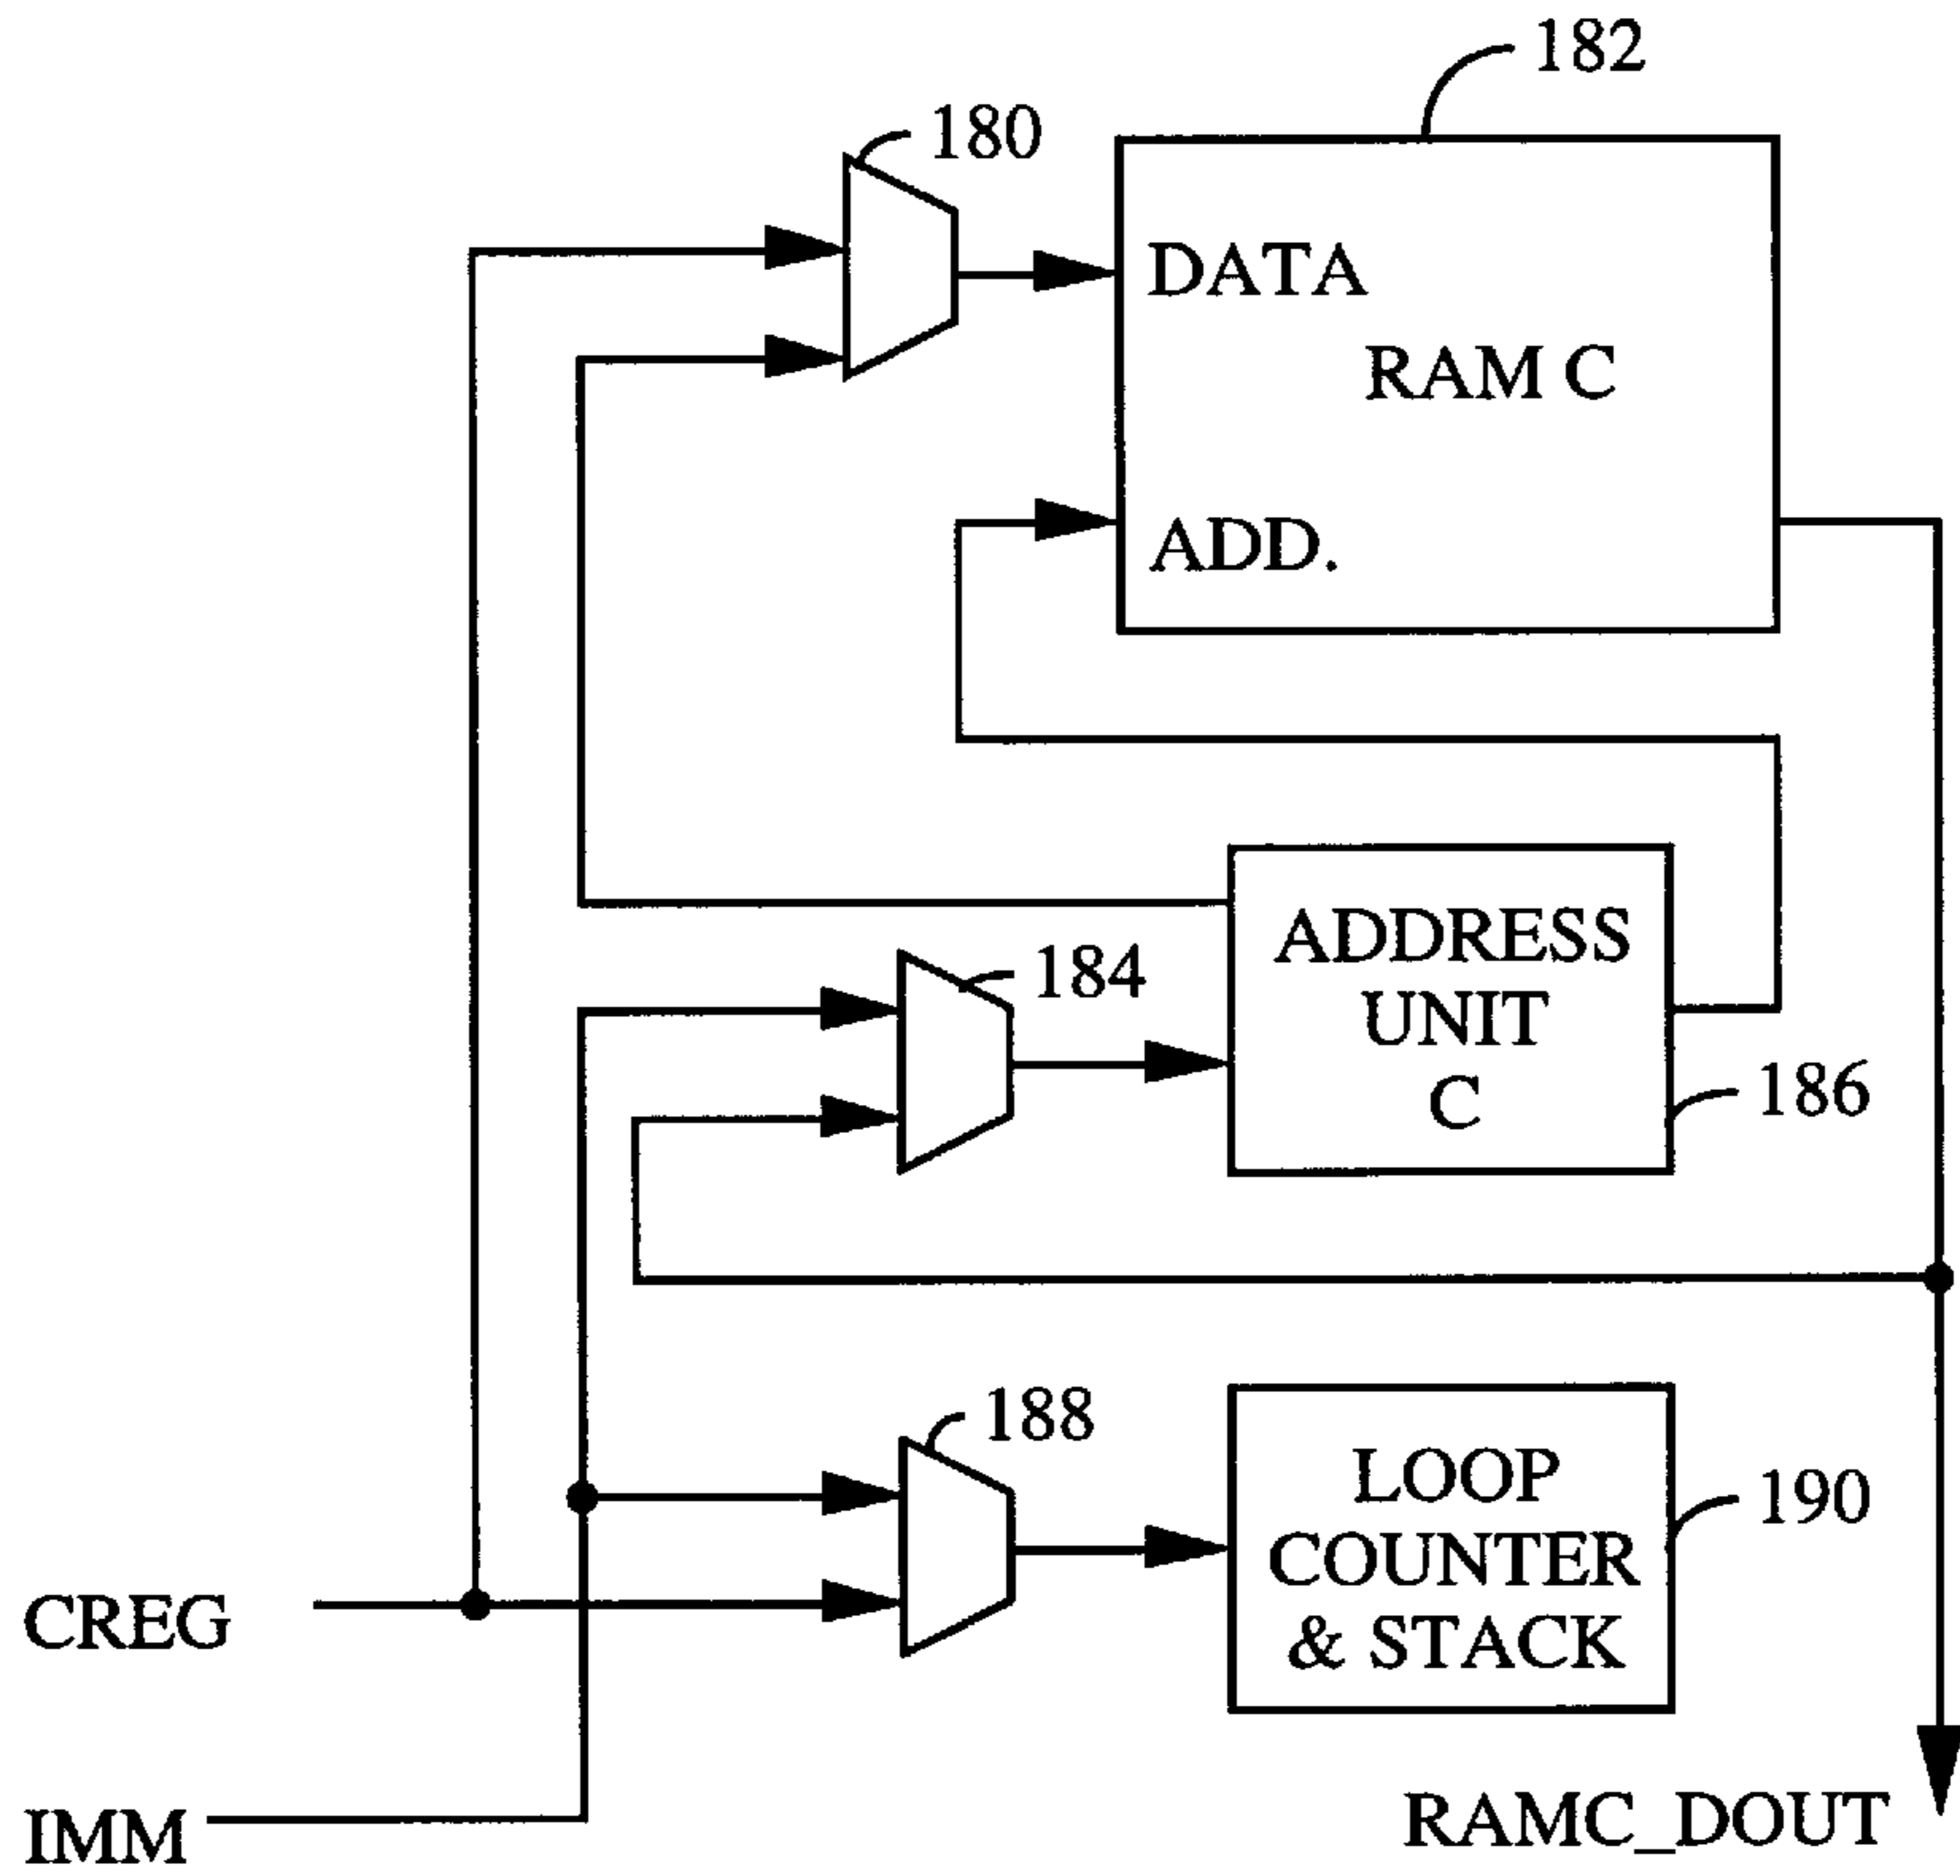 182
180
DATA
RAM C
ADD.
ADDRESS
UNIT
C
184
186
188
LOOP
COUNTER
& STACK
190
CREG
IMM
RAMC_DOUT